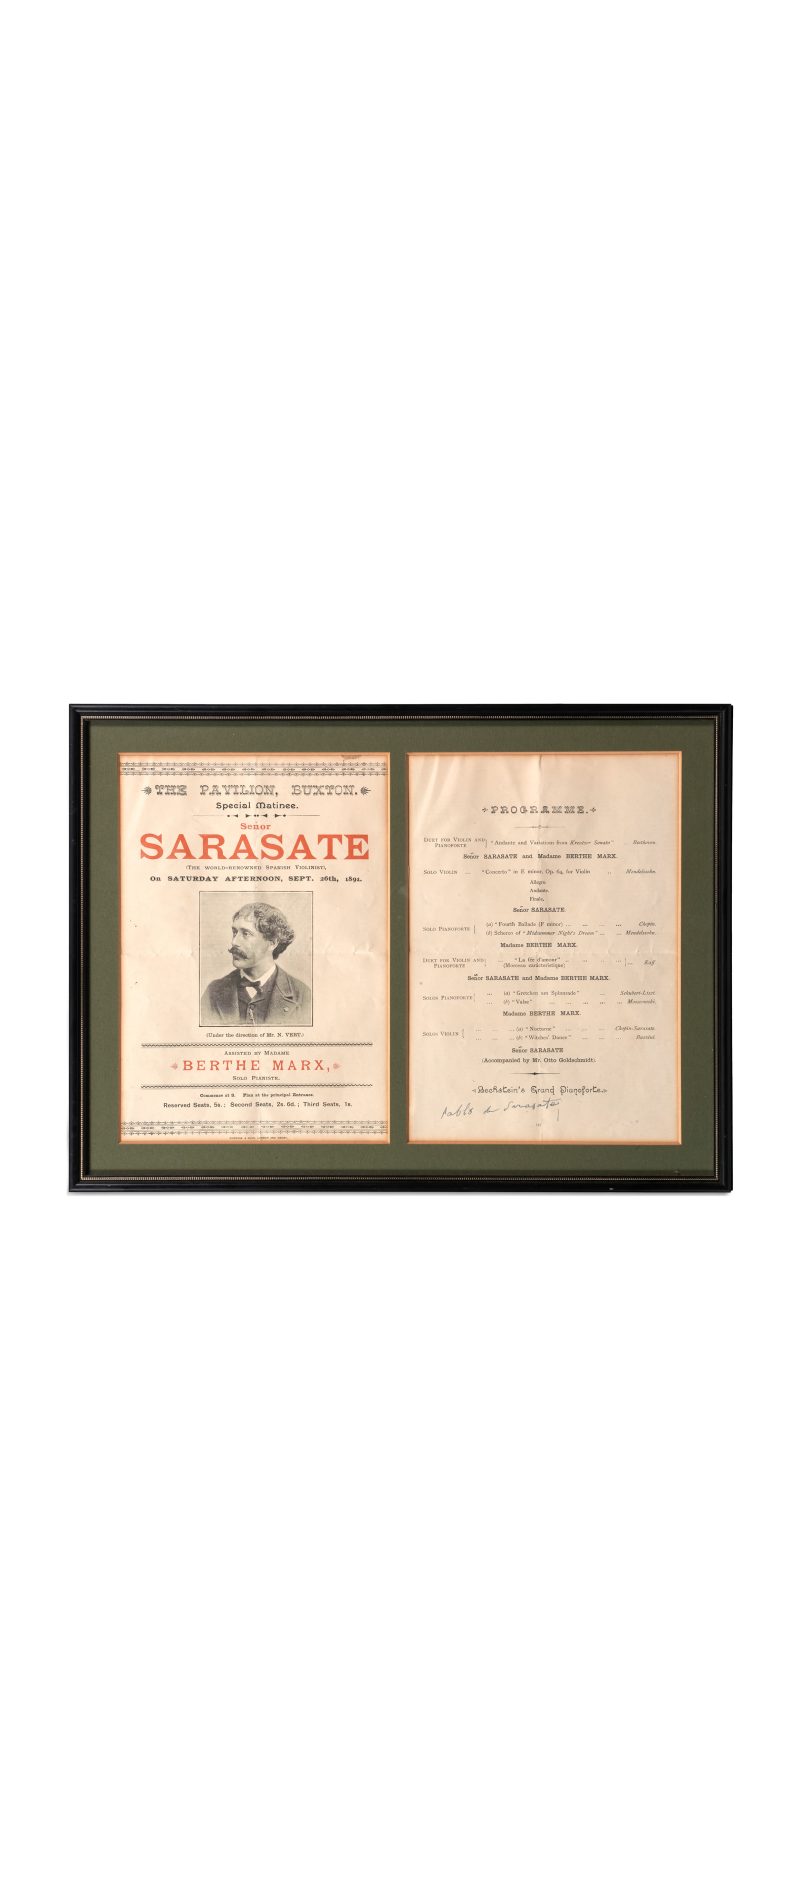 THE PAVILION, BUXTON.
Special Matinee.
Señor
SARASATE
(THE WORLD-RENOWNED SPANISH VIOLINIST),
On SATURDAY AFTERNOON, SEPT. 26th, 1891.
(Under the direction of Mr. N. VERT.)
ASSISTED BY MADAME
BERTHE MARX,
SOLO PIANISTE.
Commence at 3. Plan at the principal Entrance.
Reserved Seats, 5s.; Second Seats, 2s. 6d.; Third Seats, 1s.
PROGRAMME.
DUET FOR VIOLIN AND PIANOFORTE } "Andante and Variations from Kreutzer Sonata" Beethoven.
Señor SARASATE and Madame BERTHE MARX.
SOLO VIOLIN ... "Concerto" in E minor, Op. 64, for Violin ,, Mendelssohn.
Allegro.
Andante.
Finale.
Señor SARASATE.
SOLO PIANOFORTE { (a) "Fourth Ballade (F minor) ... ... ... ... Chopin.
(b) Scherzo of "Midsummer Night's Dream" ... ... Mendelssohn.
Madame BERTHE MARX.
DUET FOR VIOLIN AND PIANOFORTE } ... "La fée d'amour" ... ... ... ... } ... Raff.
(Morceau caractéristique)
Señor SARASATE and Madame BERTHE MARX.
SOLOS PIANOFORTE { ... ... (a) "Gretchen am Spinnrade" ... Schubert-Liszt.
... (b) "Valse" ... ... ... ... ... Moszowski.
Madame BERTHE MARX.
SOLOS VIOLIN { ... ... ... (a) "Nocturne" ... ... ... Chopin-Sarasate.
... ... ... (b) "Witches' Dance" ... ... Bazzini.
Señor SARASATE
(Accompanied by Mr. Otto Goldschmidt).
Bechstein's Grand Pianoforte.
Pablo de Sarasate